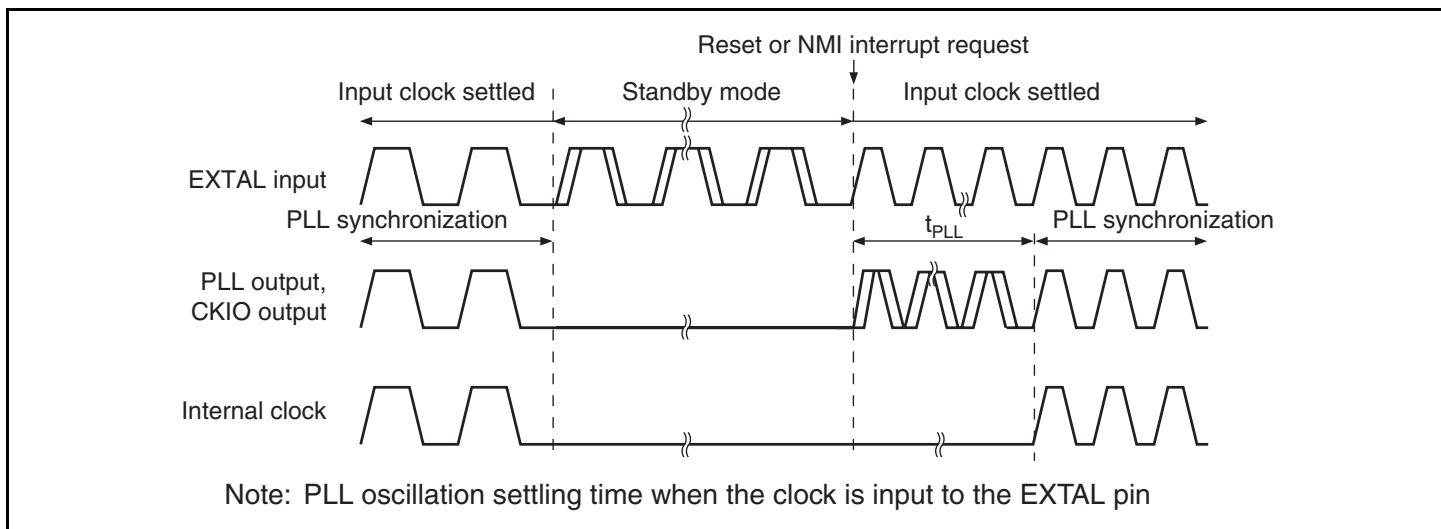 Reset or NMI interrupt request
Input clock settled
Standby mode
Input clock settled
EXTAL input
PLL synchronization
tPLL
PLL synchronization
PLL output,
CKIO output
Internal clock
Note: PLL oscillation settling time when the clock is input to the EXTAL pin